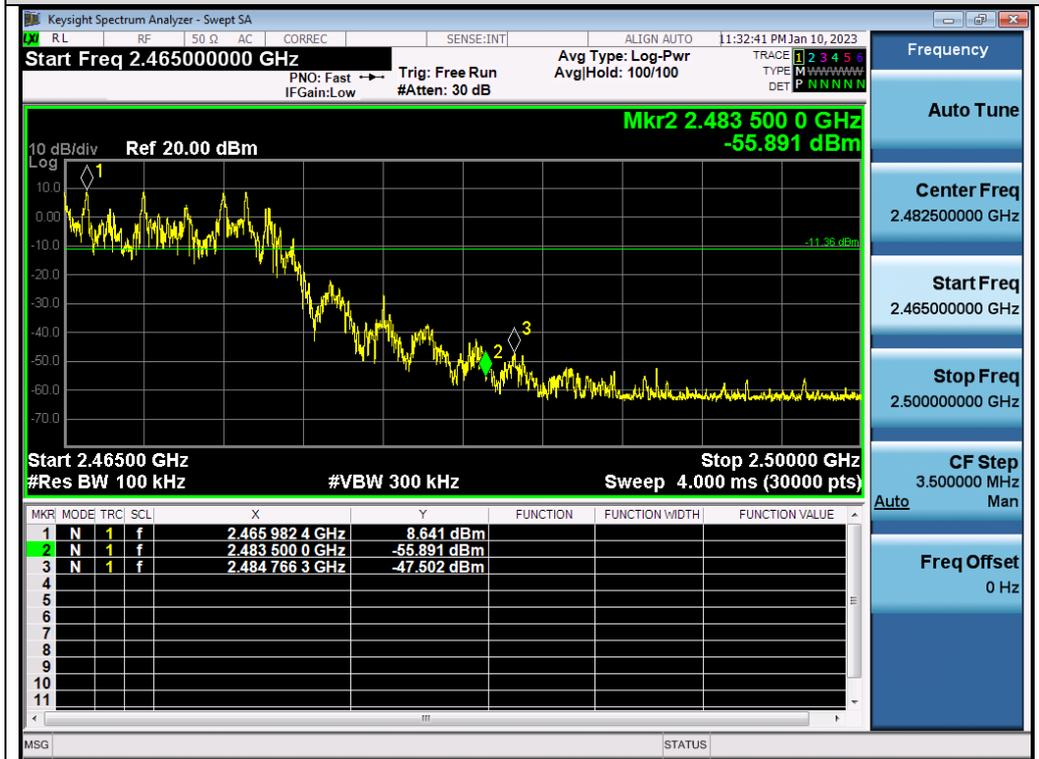 Keysight Spectrum Analyzer - Swept SA
LXI RL RF 50 Ω AC CORREC SENSE:INT ALIGN AUTO 11:32:41 PM Jan 10, 2023
Start Freq 2.465000000 GHz
PNO: Fast
IFGain:Low
Trig: Free Run
#Atten: 30 dB
Avg Type: Log-Pwr
Avg|Hold: 100/100
TRACE 1 2 3 4 5 6
TYPE M WWWWW
DET P N N N N N
Mkr2 2.483 500 0 GHz
-55.891 dBm
10 dB/div Ref 20.00 dBm
Log
10.0
0.00
-10.0
-20.0
-30.0
-40.0
-50.0
-60.0
-70.0
1
2
3
-11.36 dBm
Start 2.46500 GHz Stop 2.50000 GHz
#Res BW 100 kHz #VBW 300 kHz Sweep 4.000 ms (30000 pts)
MKR MODE TRC SCL X Y FUNCTION FUNCTION WIDTH FUNCTION VALUE
1 N 1 f 2.465 982 4 GHz 8.641 dBm
2 N 1 f 2.483 500 0 GHz -55.891 dBm
3 N 1 f 2.484 766 3 GHz -47.502 dBm
4
5
6
7
8
9
10
11
MSG STATUS
Frequency
Auto Tune
Center Freq
2.482500000 GHz
Start Freq
2.465000000 GHz
Stop Freq
2.500000000 GHz
CF Step
3.500000 MHz
Auto Man
Freq Offset
0 Hz